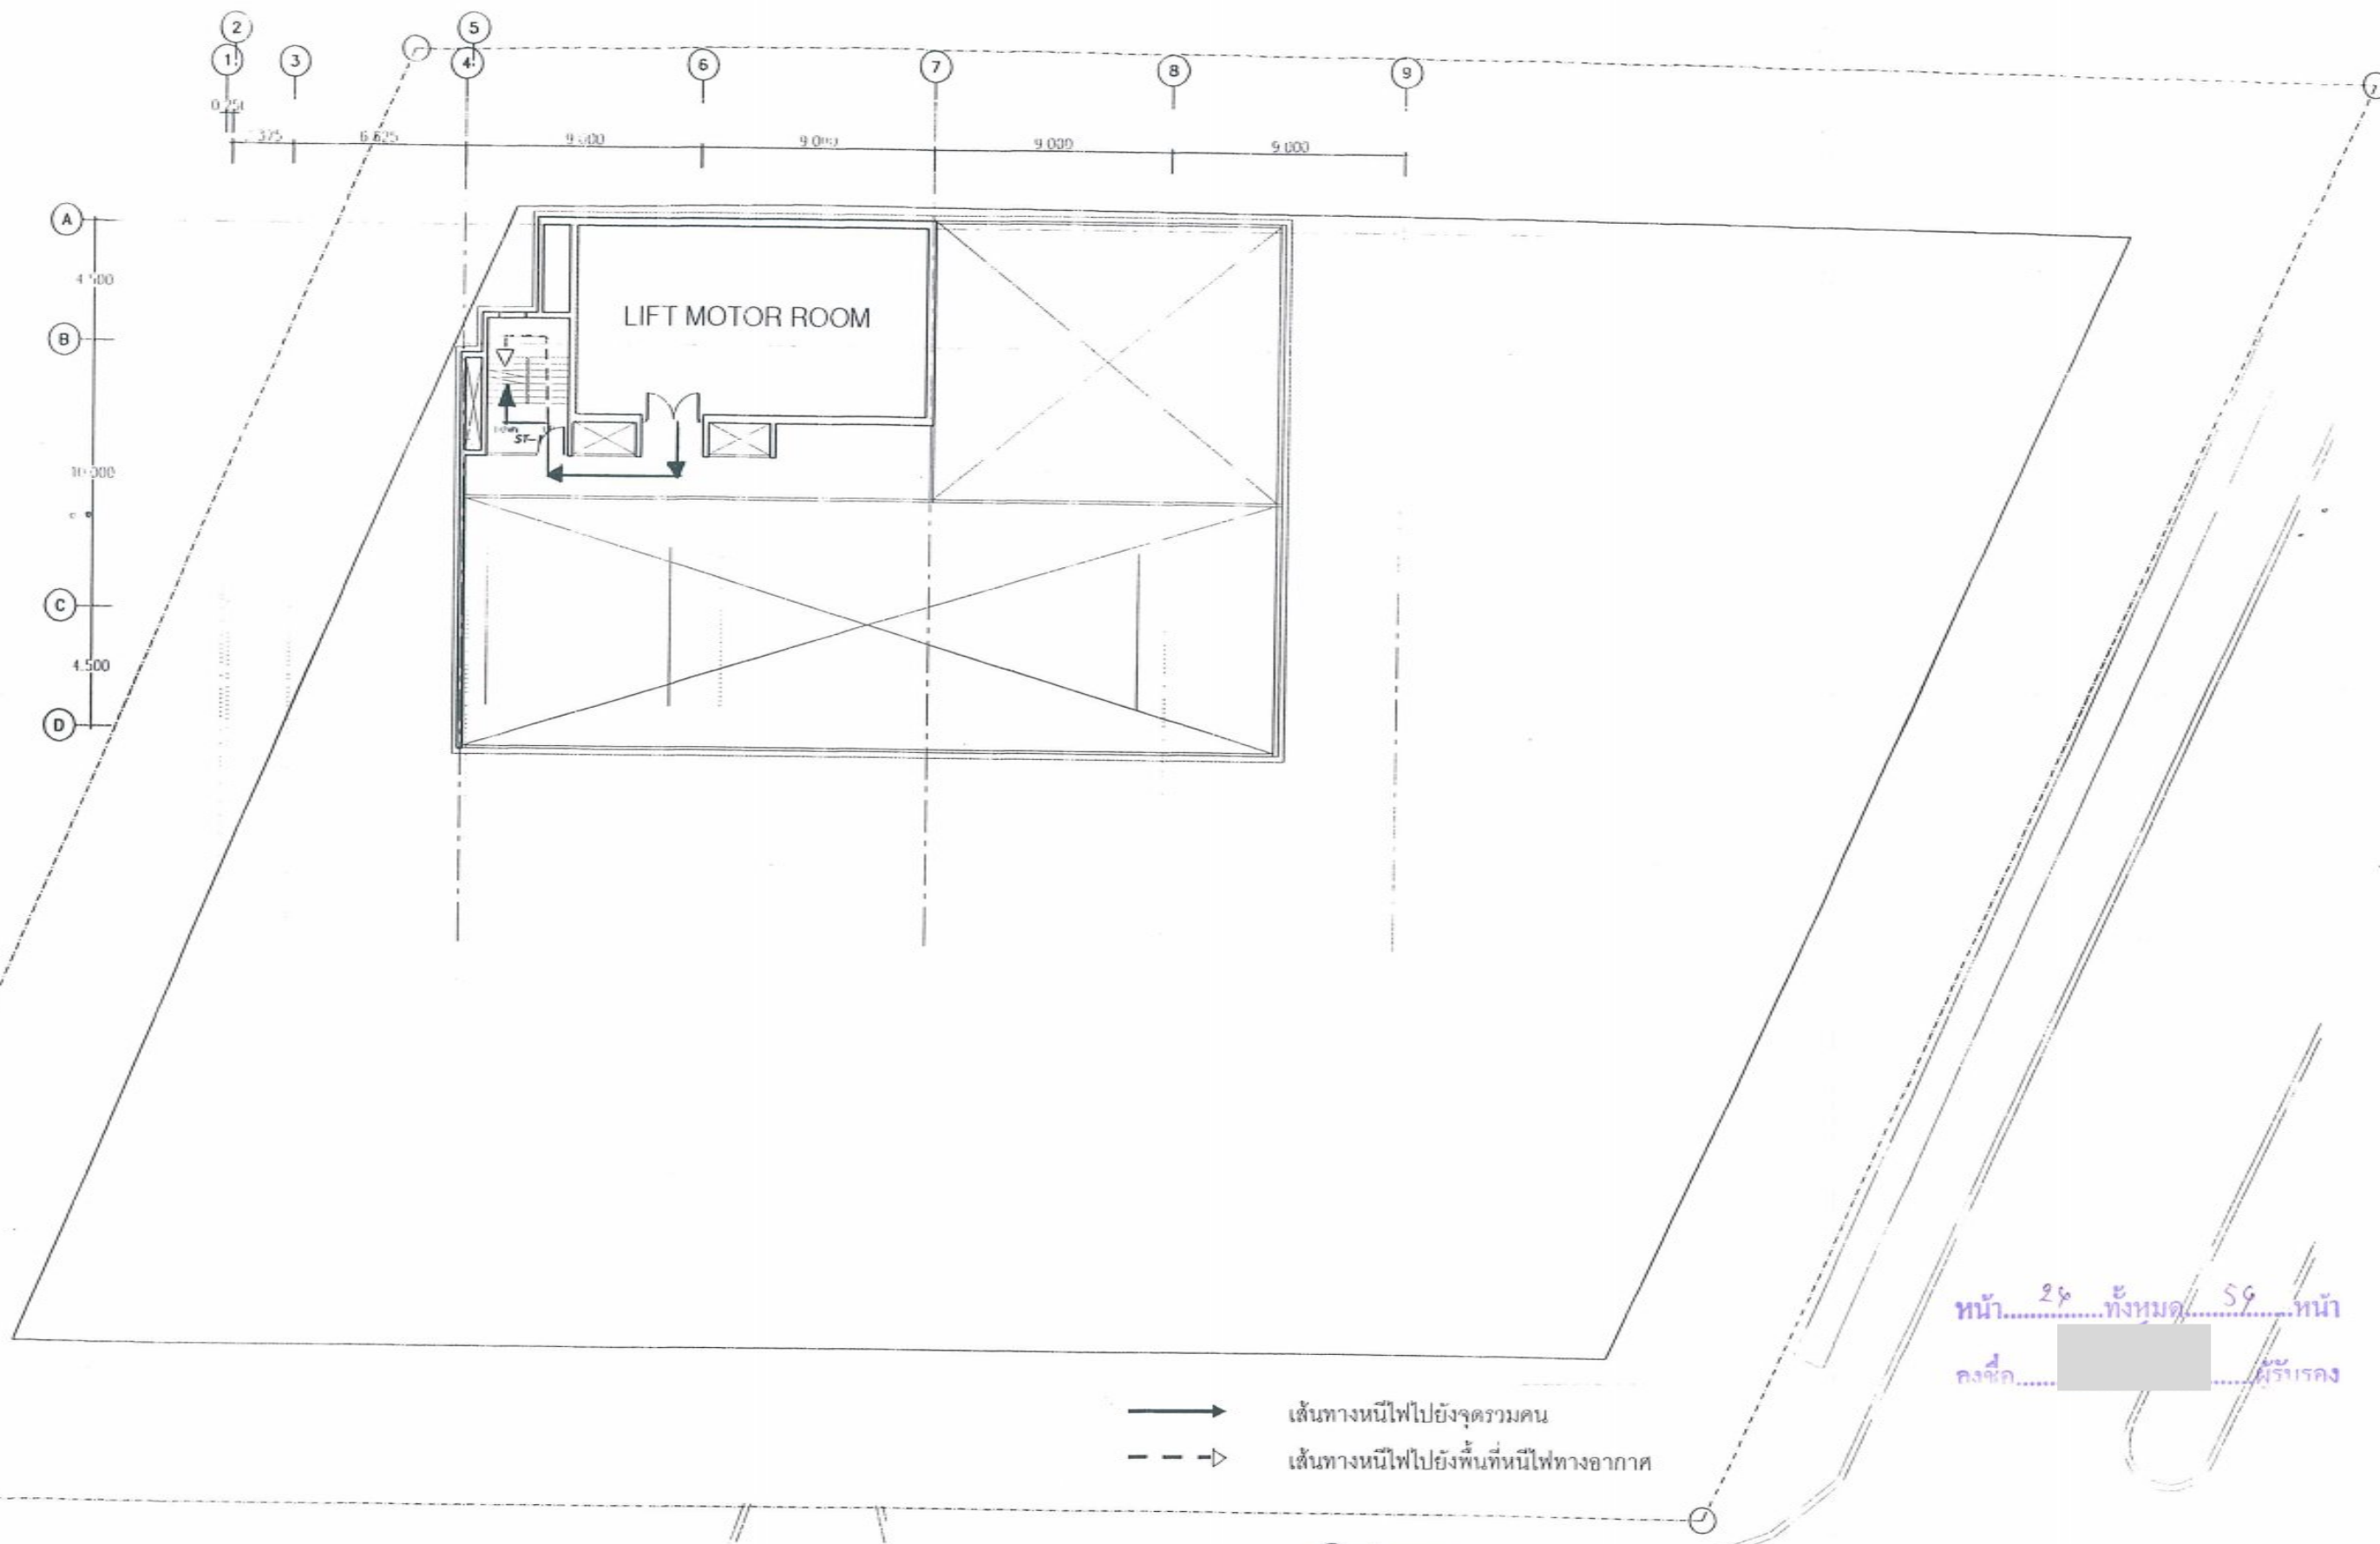 2
5
1
3
4
6
7
8
9
6.625
9.000
9.000
9.000
A
4.500
B
LIFT MOTOR ROOM
ST-1
10.000
C
4.500
D
หน้า ทั้งหมด หน้า
ลงชื่อ ผู้รับรอง
เส้นทางหนีไฟไปยังจุดรวมคน
เส้นทางหนีไฟไปยังพื้นที่หนีไฟทางอากาศ